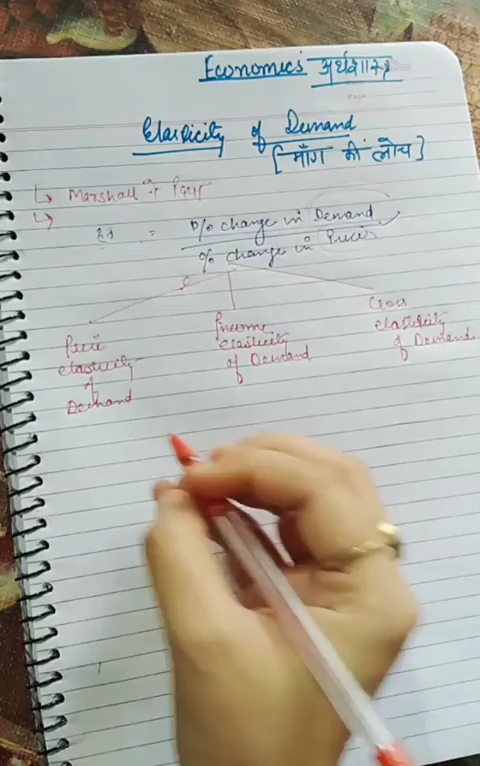 Economics अर्थशास्त्र
Elasticity of Demand
[माँग की लोच]
↳ Marshall ने दिया
↳
दर = % change in Demand
% change in Price
Price elasticity of Demand
Income elasticity of Demand
Cross elasticity of Demand